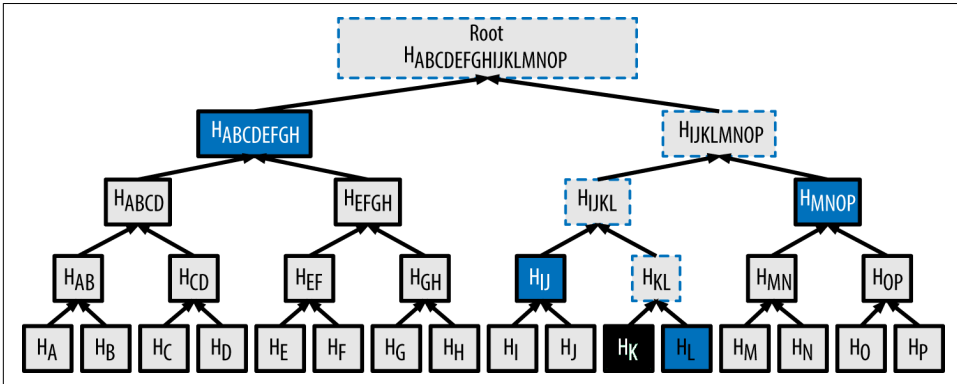 Root
HABCDEFGHIJKLMNOP
HABCDEFGH HIJKLMNOP
HABCD HEFGH HIJKL HMNOP
HAB HCD HEF HGH HIJ HKL HMN HOP
HA HB HC HD HE HF HG HH HI HJ HK HL HM HN HO HP